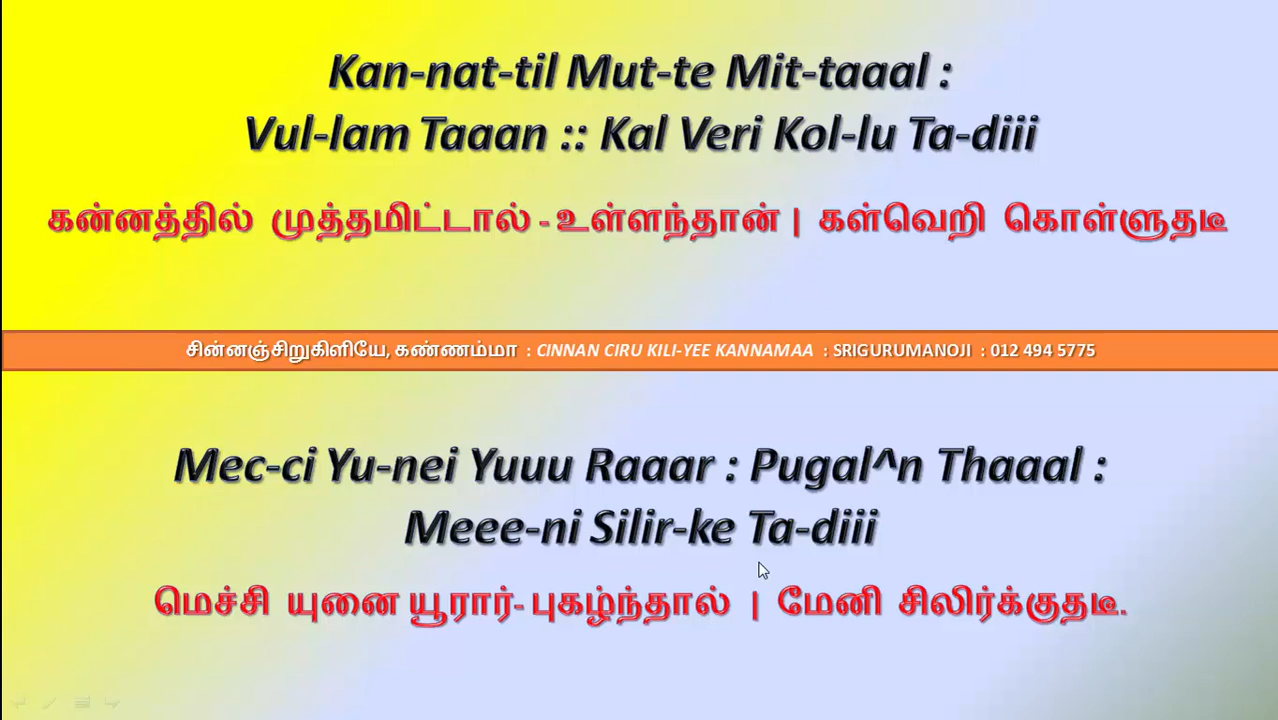 Kan-nat-til Mut-te Mit-taaal :
Vul-lam Taaan :: Kal Veri Kol-lu Ta-diii
கன்னத்தில் முத்தமிட்டால் - உள்ளந்தான் | கள்வெறி கொள்ளுதடீ
சின்னஞ்சிறுகிளியே, கண்ணம்மா : CINNAN CIRU KILI-YEE KANNAMAA : SRIGURUMANOJI : 012 494 5775
Mec-ci Yu-nei Yuuu Raaar : Pugal^n Thaaal :
Meee-ni Silir-ke Ta-diii
மெச்சி யுனை யூரார்- புகழ்ந்தால் | மேனி சிலிர்க்குதடீ.